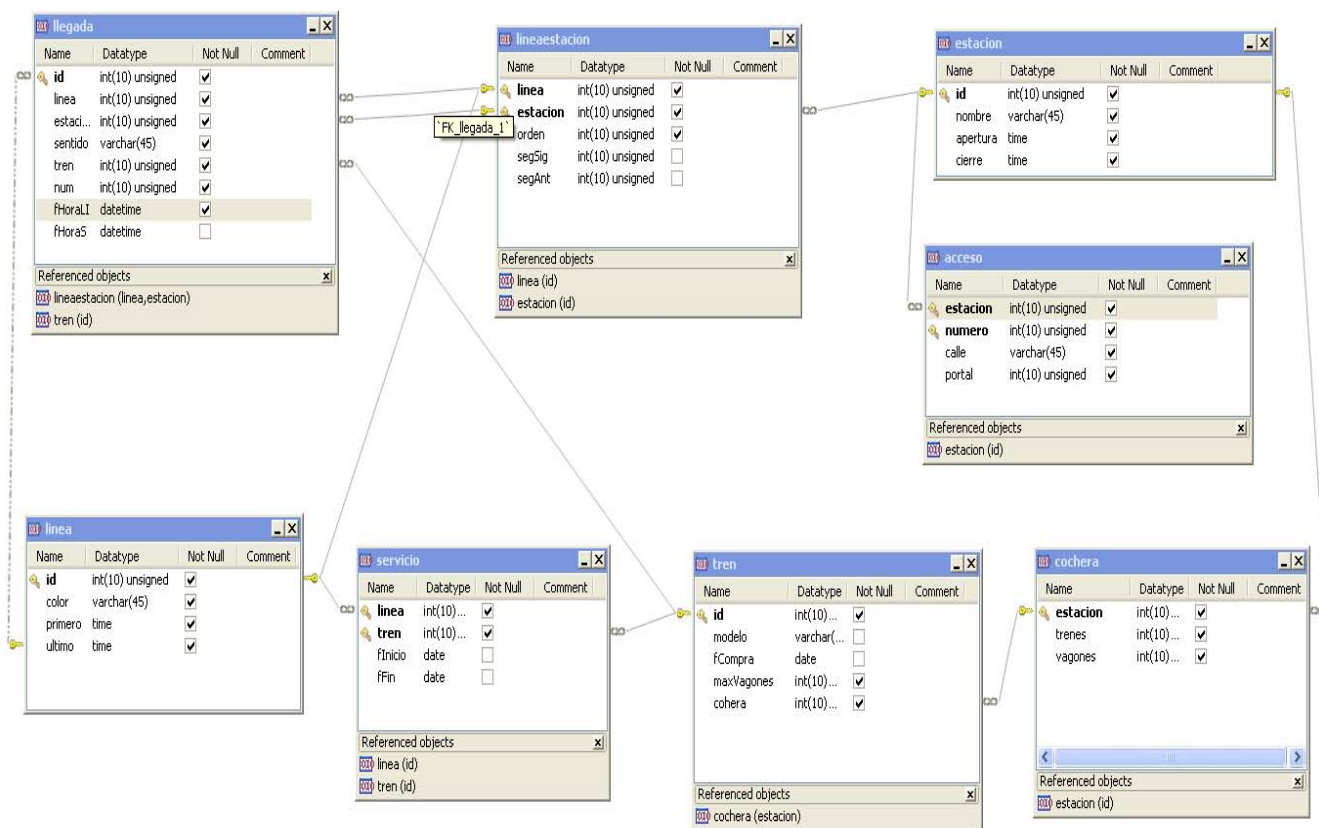 llegada
Name Datatype Not Null Comment
id int(10) unsigned
linea int(10) unsigned
estaci... int(10) unsigned
sentido varchar(45)
tren int(10) unsigned
num int(10) unsigned
fHoraLl datetime
fHoraS datetime
Referenced objects
lineaestacion (linea,estacion)
tren (id)
lineaestacion
Name Datatype Not Null Comment
linea int(10) unsigned
estacion int(10) unsigned
orden int(10) unsigned
segSig int(10) unsigned
segAnt int(10) unsigned
`FK_llegada_1`
Referenced objects
linea (id)
estacion (id)
estacion
Name Datatype Not Null Comment
id int(10) unsigned
nombre varchar(45)
apertura time
cierre time
acceso
Name Datatype Not Null Comment
estacion int(10) unsigned
numero int(10) unsigned
calle varchar(45)
portal int(10) unsigned
Referenced objects
estacion (id)
linea
Name Datatype Not Null Comment
id int(10) unsigned
color varchar(45)
primero time
ultimo time
servicio
Name Datatype Not Null Comment
linea int(10)...
tren int(10)...
fInicio date
fFin date
Referenced objects
linea (id)
tren (id)
tren
Name Datatype Not Null Comment
id int(10)...
modelo varchar(...
fCompra date
maxVagones int(10)...
cohera int(10)...
Referenced objects
cochera (estacion)
cochera
Name Datatype Not Null Comment
estacion int(10)...
trenes int(10)...
vagones int(10)...
Referenced objects
estacion (id)